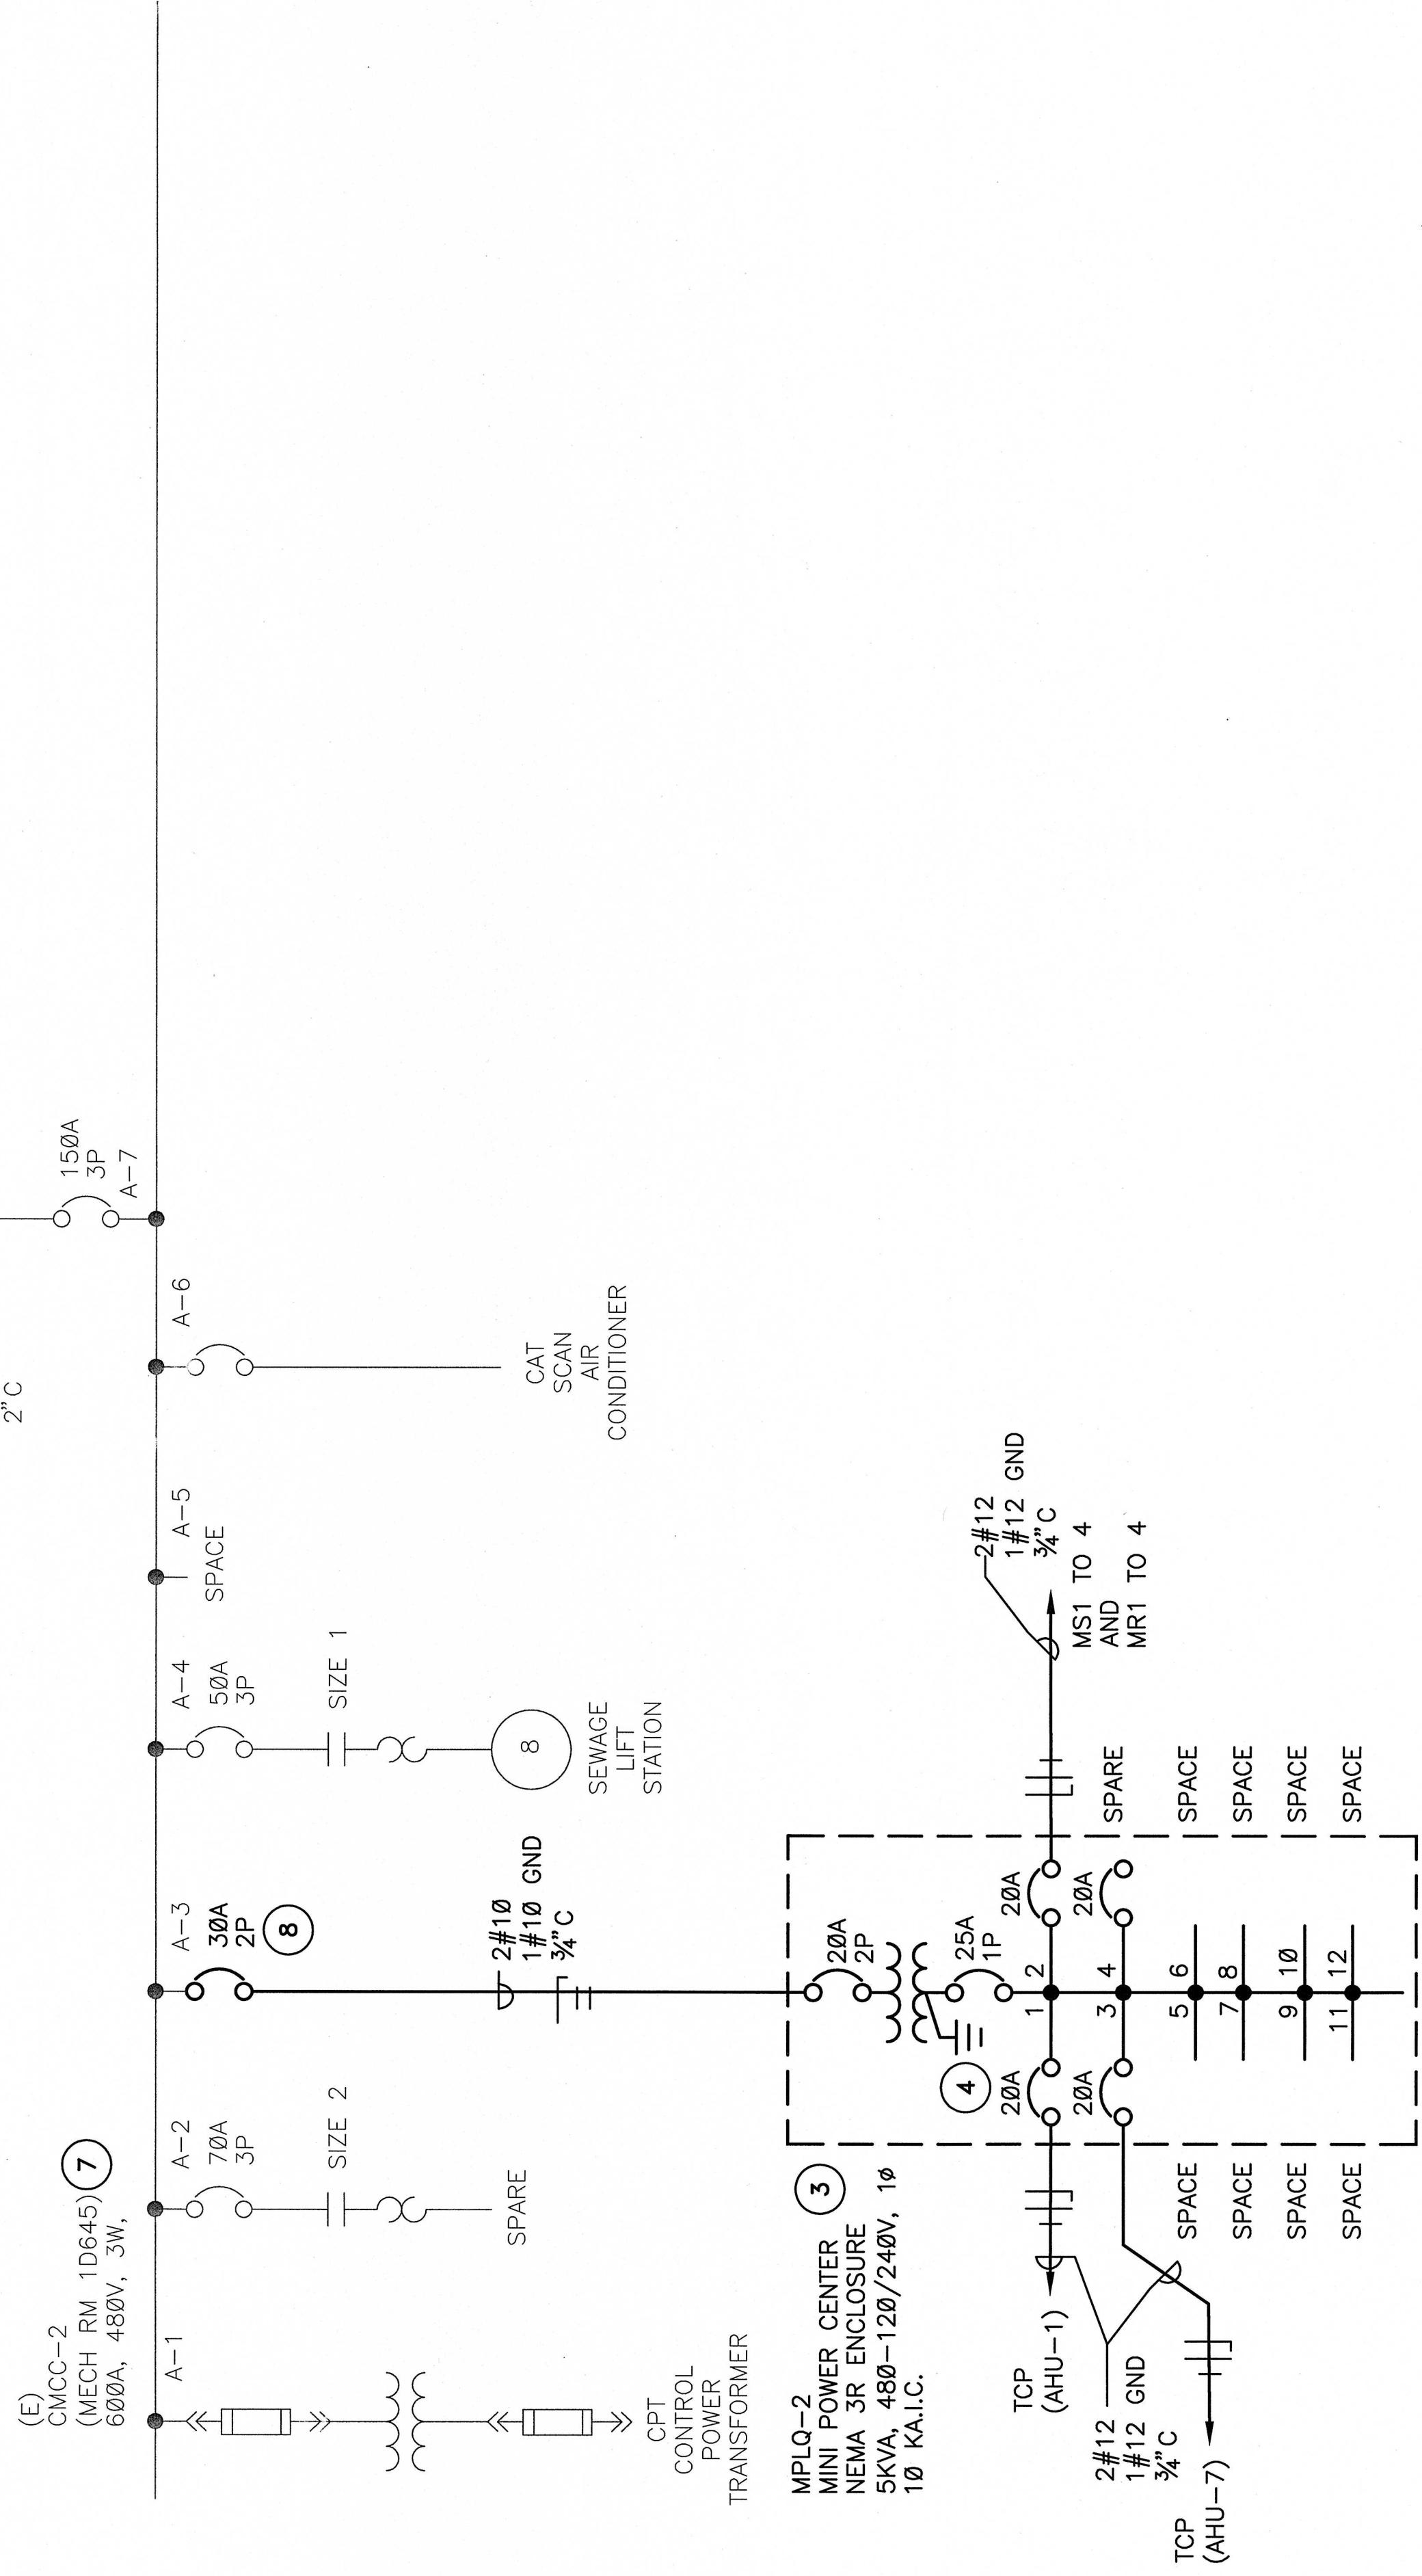 (E)
CMCC-2
(MECH RM 1D645)
600A, 480V, 3W,
7
A-1
CPT
CONTROL
POWER
TRANSFORMER
A-2
70A
3P
SIZE 2
SPARE
A-3
30A
2P
8
2#10
1#10 GND
¾"C
A-4
50A
3P
SIZE 1
8
SEWAGE
LIFT
STATION
A-5
SPACE
A-6
CAT
SCAN
AIR
CONDITIONER
2"C
150A
3P
A-7
MPLQ-2
MINI POWER CENTER
NEMA 3R ENCLOSURE
5KVA, 480-120/240V, 1Ø
10 KA.I.C.
3
20A
2P
25A
1P
4
20A
1
2
20A
20A
3
4
20A
5
6
7
8
9
10
11
12
TCP
(AHU-1)
2#12
1#12 GND
¾"C
TCP
(AHU-7)
SPACE
SPACE
SPACE
SPACE
2#12
1#12 GND
¾"C
MS1 TO 4
AND
MR1 TO 4
SPARE
SPACE
SPACE
SPACE
SPACE